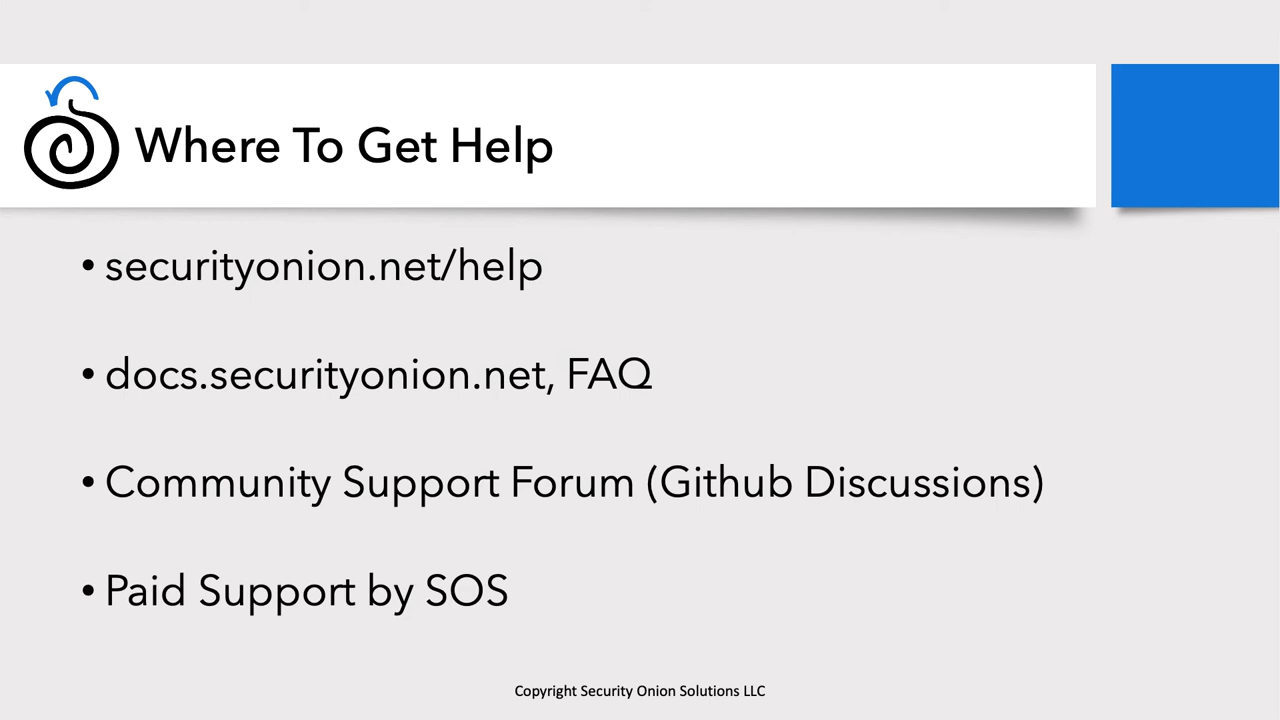 Where To Get Help
• securityonion.net/help
• docs.securityonion.net, FAQ
• Community Support Forum (Github Discussions)
• Paid Support by SOS
Copyright Security Onion Solutions LLC